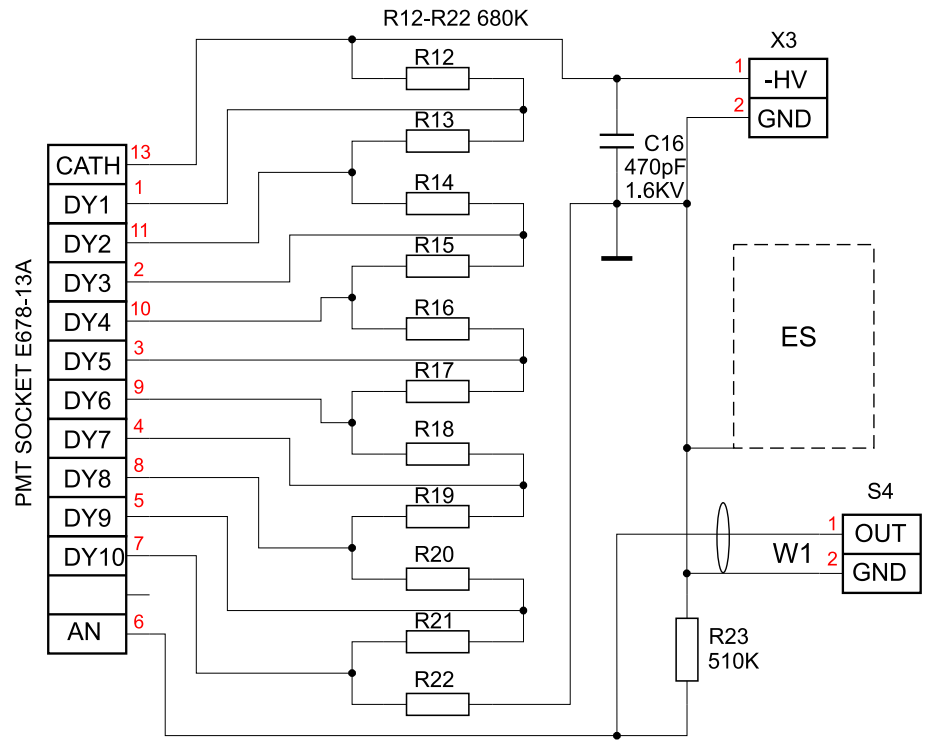 R12-R22 680K
X3
R12
1
-HV
2
GND
R13
C16
470pF
1.6KV
13
CATH
R14
1
DY1
11
DY2
R15
2
DY3
10
DY4
R16
ES
3
DY5
R17
9
DY6
4
DY7
R18
8
DY8
R19
S4
5
DY9
1
OUT
7
DY10
R20
W1
2
GND
6
AN
R21
R23
510K
R22
PMT SOCKET E678-13A